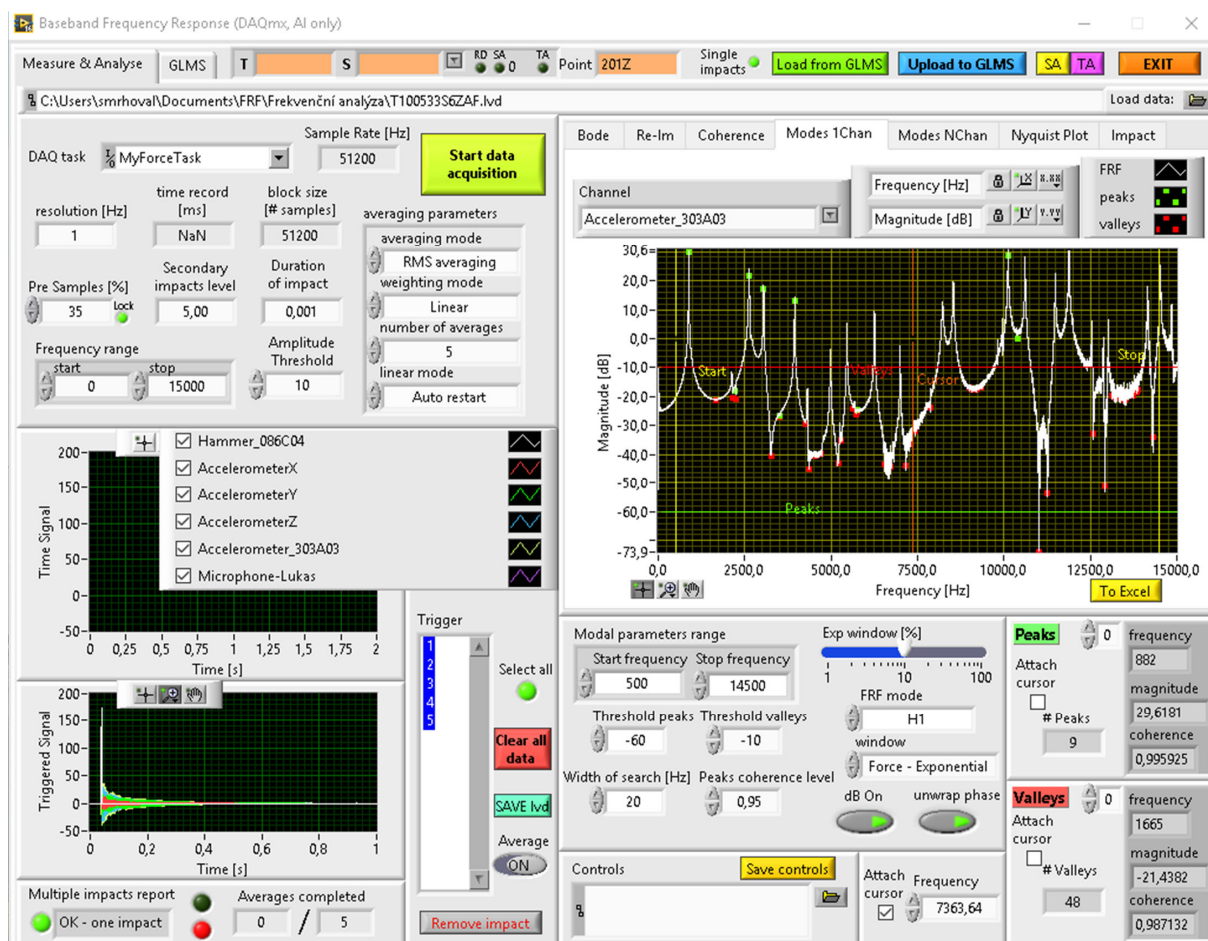 Baseband Frequency Response (DAQmx, AI only)
Measure & Analyse GLMS T S RD SA 0 TA Point 201Z Single impacts Load from GLMS Upload to GLMS SA TA EXIT
C:\Users\smrhoval\Documents\FRF\Frekvenční analýza\T100533S6ZAF.lvd Load data:
DAQ task MyForceTask
Sample Rate [Hz]
51200
Start data
acquisition
resolution [Hz]
1
time record
[ms]
NaN
block size
[# samples]
51200
Pre Samples [%]
35
Lock
Secondary
impacts level
5,00
Duration
of impact
0,001
Frequency range
start stop
0 15000
Amplitude
Threshold
10
averaging parameters
averaging mode
RMS averaging
weighting mode
Linear
number of averages
5
linear mode
Auto restart
Bode Re-Im Coherence Modes 1Chan Modes NChan Nyquist Plot Impact
Channel
Accelerometer_303A03
Frequency [Hz] X.XX
Magnitude [dB] Y.YY
FRF
peaks
valleys
Magnitude [dB]
30,6
20,0
10,0
0,0
-10,0
-20,0
-30,0
-40,0
-50,0
-60,0
-73,9
Start Valleys Cursor Stop
Peaks
0,0 2500,0 5000,0 7500,0 10000,0 12500,0 15000,0
Frequency [Hz]
To Excel
Hammer_086C04
AccelerometerX
AccelerometerY
AccelerometerZ
Accelerometer_303A03
Microphone-Lukas
Time Signal
200
150
100
50
0
-50
0 0,25 0,5 0,75 1 1,25 1,5 1,75 2
Time [s]
Triggered Signal
200
150
100
50
0
-50
0 0,2 0,4 0,6 0,8 1
Time [s]
Multiple impacts report
OK - one impact
Averages completed
0 / 5
Trigger
1
2
3
4
5
Select all
Clear all
data
SAVE lvd
Average
ON
Remove impact
Modal parameters range
Start frequency Stop frequency
500 14500
Threshold peaks Threshold valleys
-60 -10
Width of search [Hz] Peaks coherence level
20 0,95
Exp window [%]
1 10 100
FRF mode
H1
window
Force - Exponential
dB On unwrap phase
Controls Save controls
Attach
cursor
Frequency
7363,64
Peaks 0
Attach
cursor
# Peaks
9
frequency
882
magnitude
29,6181
coherence
0,995925
Valleys 0
Attach
cursor
# Valleys
48
frequency
1665
magnitude
-21,4382
coherence
0,987132